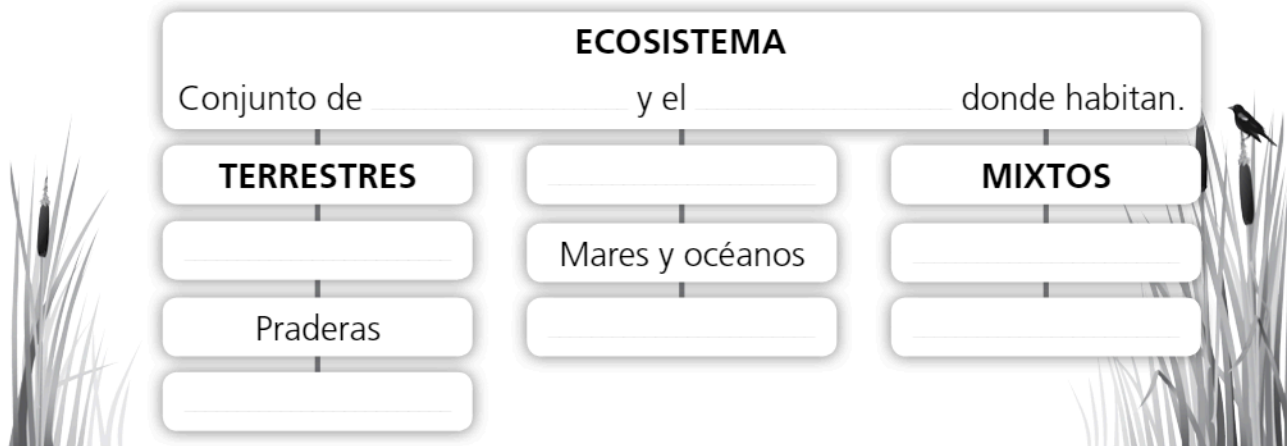 ECOSISTEMA
Conjunto de y el donde habitan.
TERRESTRES
MIXTOS
Mares y océanos
Praderas